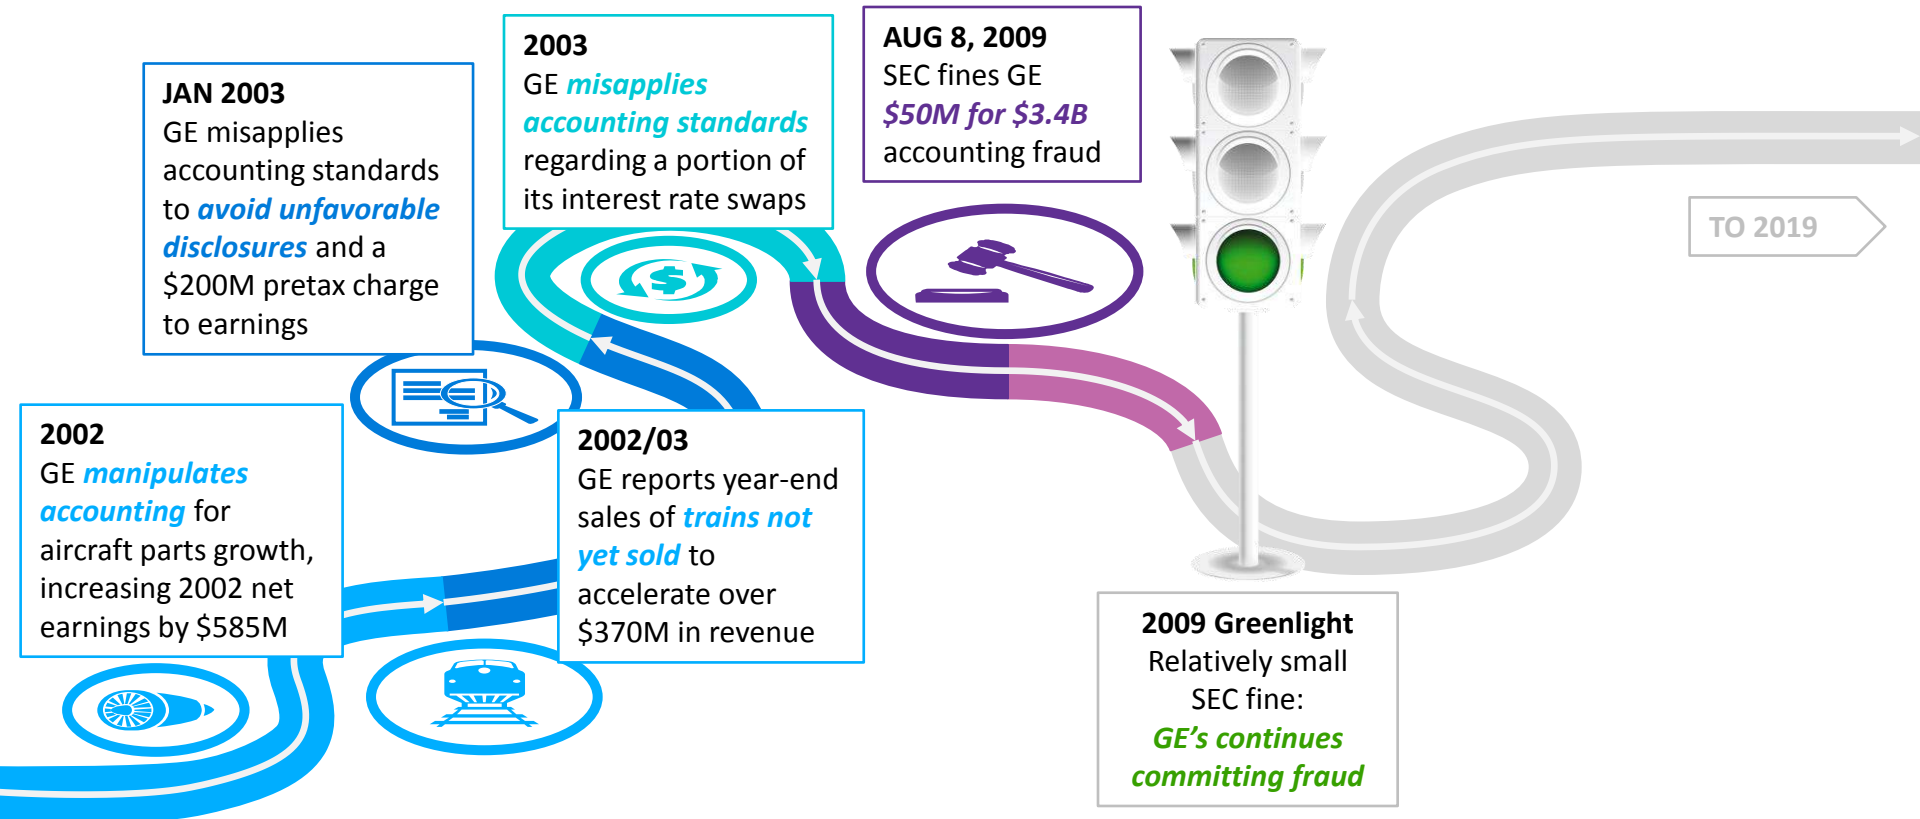 2002
GE manipulates
accounting for
aircraft parts growth,
increasing 2002 net
earnings by $585M
2002/03
GE reports year-end
sales of trains not
yet sold to
accelerate over
$370M in revenue
JAN 2003
GE misapplies
accounting standards
to avoid unfavorable
disclosures and a
$200M pretax charge
to earnings
2003
GE misapplies
accounting standards
regarding a portion of
its interest rate swaps
$
AUG 8, 2009
SEC fines GE
$50M for $3.4B
accounting fraud
2009 Greenlight
Relatively small
SEC fine:
GE’s continues
committing fraud
TO 2019